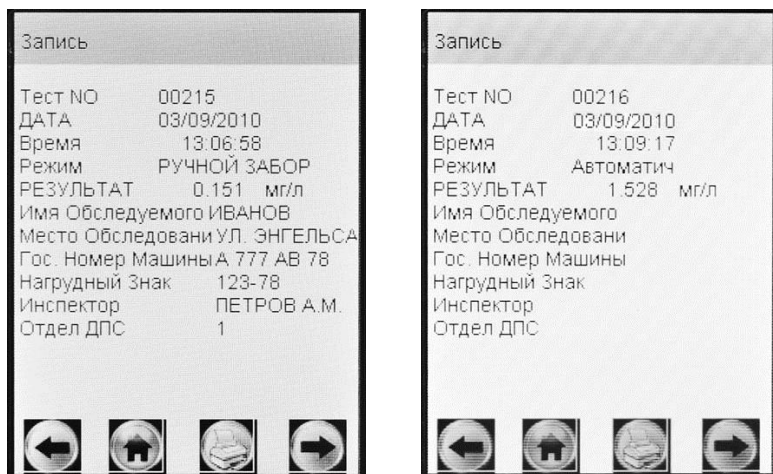 Запись
Тест NO 00215
ДАТА 03/09/2010
Время 13:06:58
Режим РУЧНОЙ ЗАБОР
РЕЗУЛЬТАТ 0.151 мг/л
Имя Обследуемого ИВАНОВ
Место Обследовани УЛ. ЭНГЕЛЬСА
Гос. Номер Машины А 777 АВ 78
Нагрудный Знак 123-78
Инспектор ПЕТРОВ А.М.
Отдел ДПС 1
Запись
Тест NO 00216
ДАТА 03/09/2010
Время 13:09:17
Режим Автоматич
РЕЗУЛЬТАТ 1.528 мг/л
Имя Обследуемого
Место Обследовани
Гос. Номер Машины
Нагрудный Знак
Инспектор
Отдел ДПС